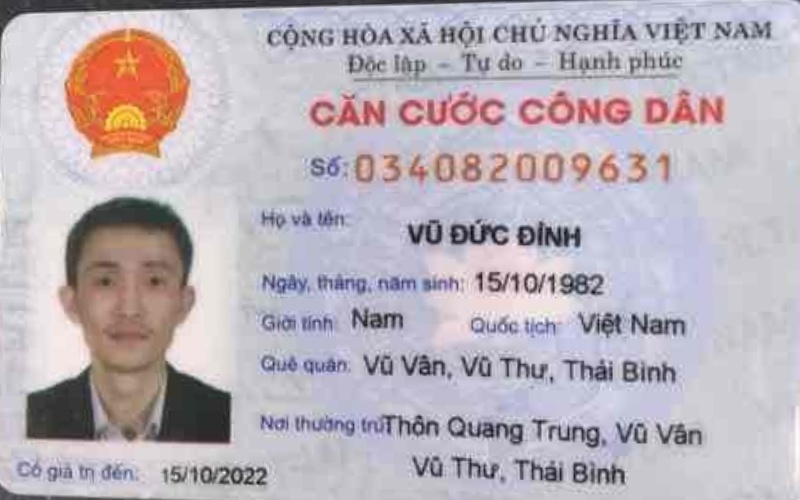 CỘNG HÒA XÃ HỘI CHỦ NGHĨA VIỆT NAM
Độc lập - Tự do - Hạnh phúc
CĂN CƯỚC CÔNG DÂN
Số: 034082009631
Họ và tên:
VŨ ĐỨC ĐỈNH
Ngày, tháng, năm sinh: 15/10/1982
Giới tính: Nam Quốc tịch: Việt Nam
Quê quán: Vũ Vân, Vũ Thư, Thái Bình
Nơi thường trú: Thôn Quang Trung, Vũ Vân
Vũ Thư, Thái Bình
Có giá trị đến: 15/10/2022